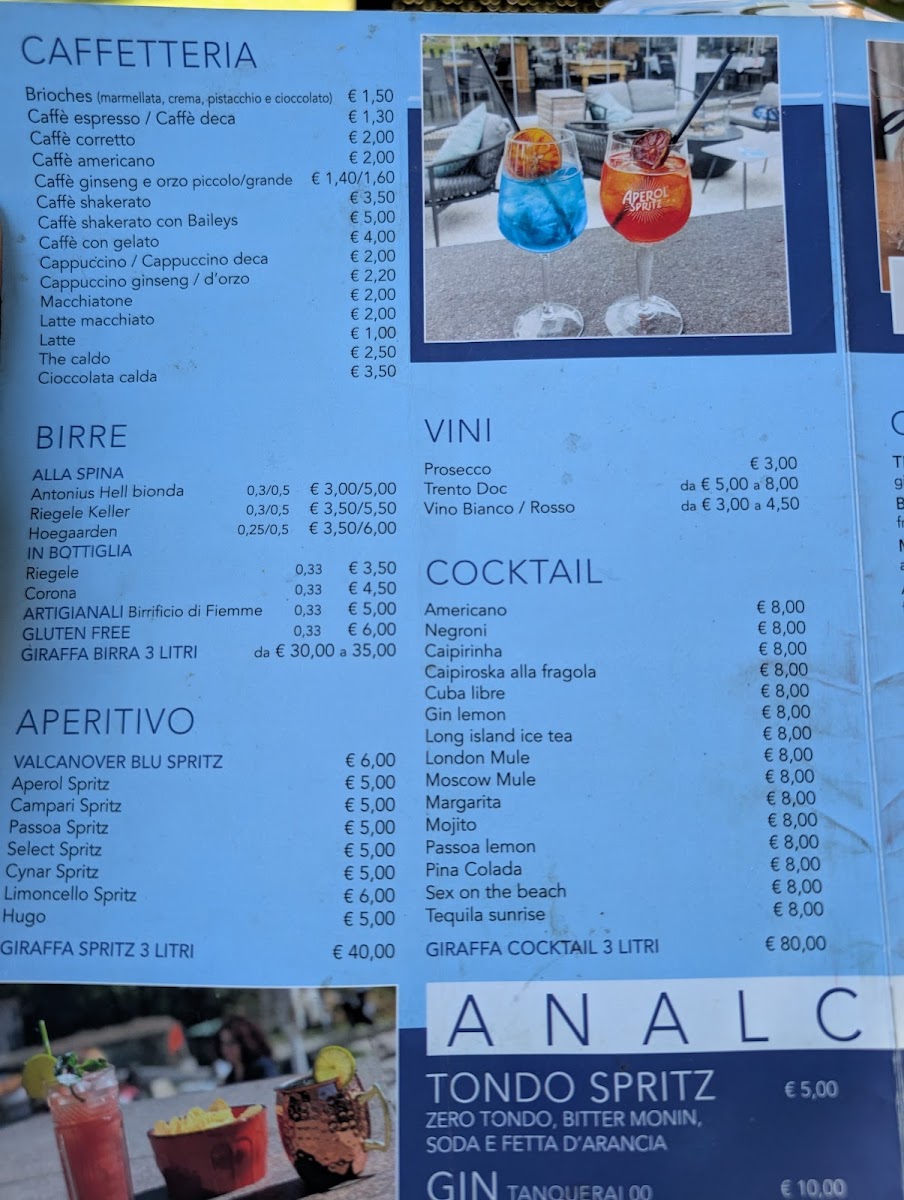 CAFFETTERIA
Brioches (marmellata, crema, pistacchio e cioccolato) € 1,50
Caffè espresso / Caffè deca € 1,30
Caffè corretto € 2,00
Caffè americano € 2,00
Caffè ginseng e orzo piccolo/grande € 1,40/1,60
Caffè shakerato € 3,50
Caffè shakerato con Baileys € 5,00
Caffè con gelato € 4,00
Cappuccino / Cappuccino deca € 2,00
Cappuccino ginseng / d'orzo € 2,20
Macchiatone € 2,00
Latte macchiato € 2,00
Latte € 1,00
The caldo € 2,50
Cioccolata calda € 3,50
APEROL
SPRITZ
BIRRE
ALLA SPINA
Antonius Hell bionda 0,3/0,5 € 3,00/5,00
Riegele Keller 0,3/0,5 € 3,50/5,50
Hoegaarden 0,25/0,5 € 3,50/6,00
IN BOTTIGLIA
Riegele 0,33 € 3,50
Corona 0,33 € 4,50
ARTIGIANALI Birrificio di Fiemme 0,33 € 5,00
GLUTEN FREE 0,33 € 6,00
GIRAFFA BIRRA 3 LITRI da € 30,00 a 35,00
APERITIVO
VALCANOVER BLU SPRITZ € 6,00
Aperol Spritz € 5,00
Campari Spritz € 5,00
Passoa Spritz € 5,00
Select Spritz € 5,00
Cynar Spritz € 5,00
Limoncello Spritz € 6,00
Hugo € 5,00
GIRAFFA SPRITZ 3 LITRI € 40,00
VINI
Prosecco € 3,00
Trento Doc da € 5,00 a 8,00
Vino Bianco / Rosso da € 3,00 a 4,50
COCKTAIL
Americano € 8,00
Negroni € 8,00
Caipirinha € 8,00
Caipiroska alla fragola € 8,00
Cuba libre € 8,00
Gin lemon € 8,00
Long island ice tea € 8,00
London Mule € 8,00
Moscow Mule € 8,00
Margarita € 8,00
Mojito € 8,00
Passoa lemon € 8,00
Pina Colada € 8,00
Sex on the beach € 8,00
Tequila sunrise € 8,00
GIRAFFA COCKTAIL 3 LITRI € 80,00
ANALC
TONDO SPRITZ € 5,00
ZERO TONDO, BITTER MONIN,
SODA E FETTA D'ARANCIA
GIN TANQUERAI 00 € 10,00